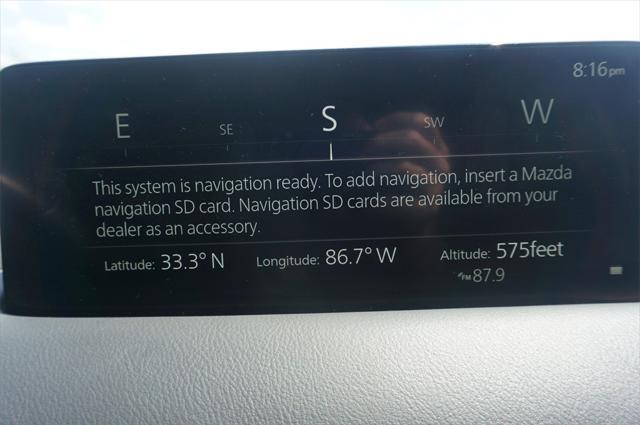 8:16pm
E SE S SW W
This system is navigation ready. To add navigation, insert a Mazda
navigation SD card. Navigation SD cards are available from your
dealer as an accessory.
Latitude: 33.3° N Longitude: 86.7° W Altitude: 575feet
FM 87.9